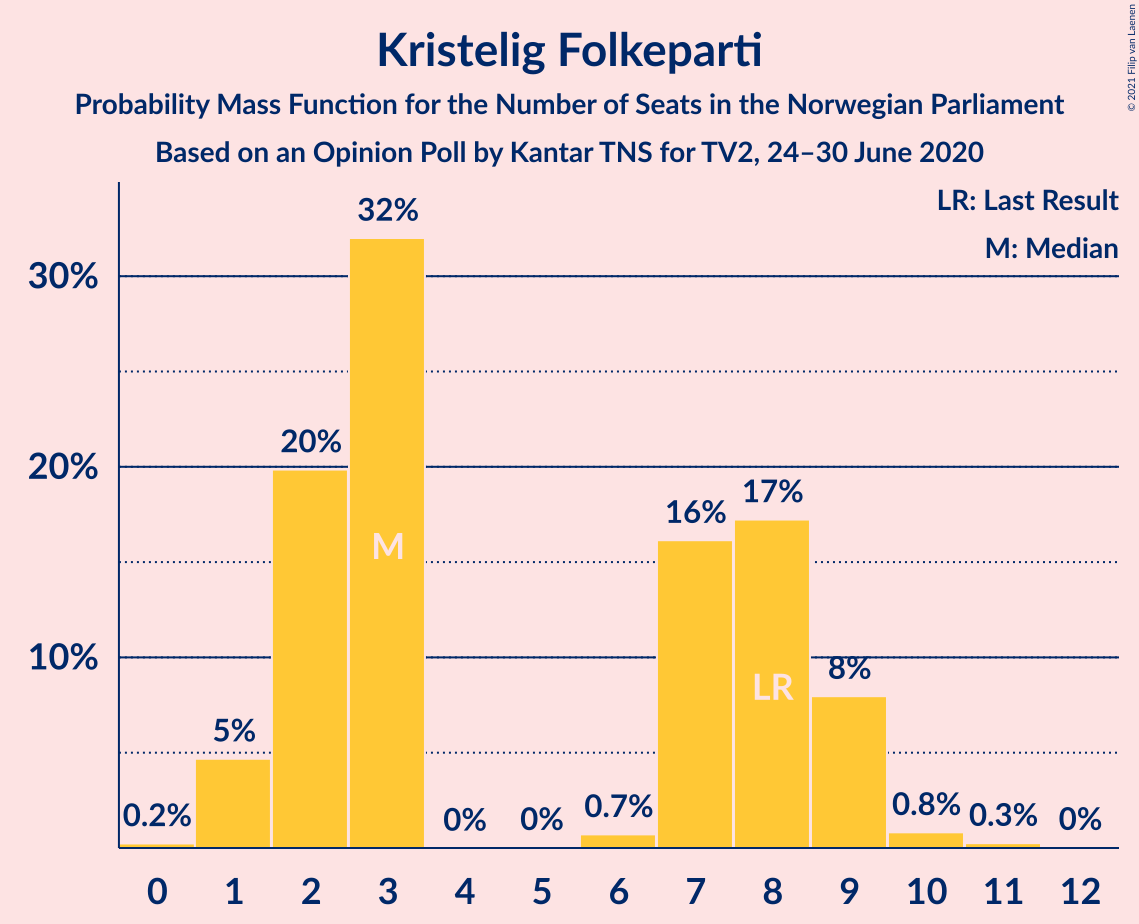 Kristelig Folkeparti
Probability Mass Function for the Number of Seats in the Norwegian Parliament
Based on an Opinion Poll by Kantar TNS for TV2, 24–30 June 2020
© 2021 Filip van Laenen
LR: Last Result
M: Median
30%
20%
10%
0.2%
5%
20%
32%
0%
0%
0.7%
16%
17%
8%
0.8%
0.3%
0%
M
LR
0 1 2 3 4 5 6 7 8 9 10 11 12